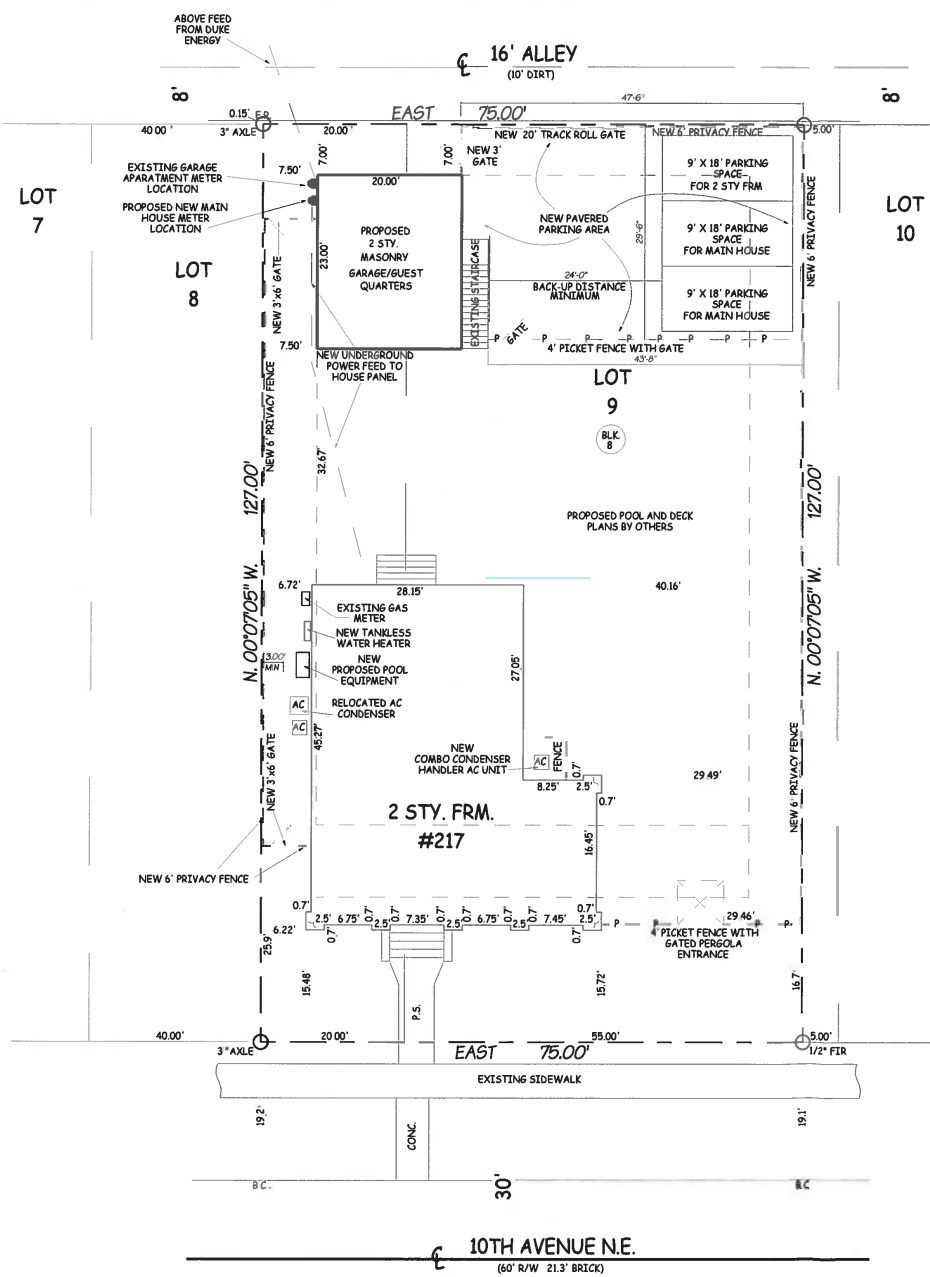 ABOVE FEED
FROM DUKE
ENERGY
16' ALLEY
(10' DIRT)
8'
8'
47'-6"
0.15'
EAST 75.00'
40.00'
3" AXLE
20.00'
NEW 20' TRACK ROLL GATE
NEW 6' PRIVACY FENCE
5.00'
7.00'
7.00'
NEW 3'
GATE
7.50'
EXISTING GARAGE
APARATMENT METER
LOCATION
20.00'
9' X 18' PARKING
SPACE
FOR 2 STY FRM
LOT
7
LOT
10
PROPOSED NEW MAIN
HOUSE METER
LOCATION
NEW PAVERED
PARKING AREA
NEW 6' PRIVACY FENCE
PROPOSED
2 STY.
MASONRY
GARAGE/GUEST
QUARTERS
23.00'
29'-6"
9' X 18' PARKING
SPACE
FOR MAIN HOUSE
LOT
8
NEW 3'x6' GATE
EXISTING STAIRCASE
24'-0"
BACK-UP DISTANCE
MINIMUM
9' X 18' PARKING
SPACE
FOR MAIN HOUSE
GATE
P P P P P P P
7.50'
4' PICKET FENCE WITH GATE
43'-8"
NEW UNDERGROUND
POWER FEED TO
HOUSE PANEL
LOT
9
BLK.
8
NEW 6' PRIVACY FENCE
32.67'
N. 00°07'05" W. 127.00'
N. 00°07'05" W. 127.00'
PROPOSED POOL AND DECK
PLANS BY OTHERS
6.72'
28.15'
40.16'
EXISTING GAS
METER
NEW TANKLESS
WATER HEATER
3.00'
MIN
NEW
PROPOSED POOL
EQUIPMENT
27.05'
AC
RELOCATED AC
CONDENSER
AC
45.27'
NEW 3'x6' GATE
NEW
COMBO CONDENSER
HANDLER AC UNIT
AC
FENCE
0.7'
8.25'
2.5'
0.7'
29.49'
NEW 6' PRIVACY FENCE
2 STY. FRM.
#217
16.45'
NEW 6' PRIVACY FENCE
0.7'
6.22'
2.5'
0.7'
6.75'
0.7'
2.5'
0.7'
7.35'
0.7'
2.5'
0.7'
6.75'
0.7'
2.5'
0.7'
7.45'
0.7'
2.5'
0.7'
29.46'
P P P P
4' PICKET FENCE WITH
GATED PERGOLA
ENTRANCE
25.9'
15.48'
15.72'
16.7'
P.S.
40.00'
3" AXLE
20.00'
EAST 75.00'
55.00'
5.00'
1/2" FIR
EXISTING SIDEWALK
19.2'
19.1'
CONC.
B.C.
30'
B.C.
10TH AVENUE N.E.
(60' R/W 21.3' BRICK)